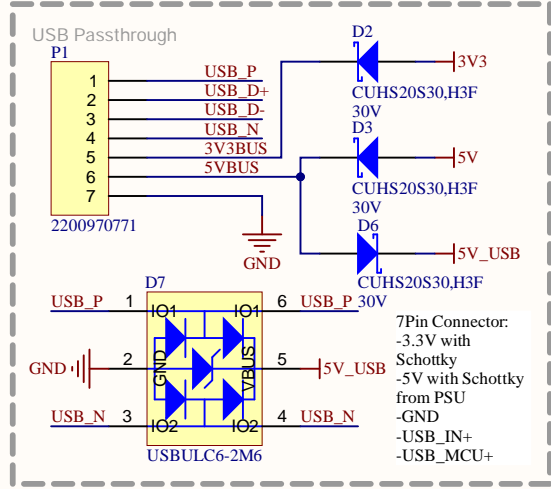 USB Passthrough
P1
1 USB_P
2 USB_D+
3 USB_D-
4 USB_N
5 3V3BUS
6 5VBUS
7
2200970771
GND
D2
3V3
CUHS20S30,H3F
30V
D3
5V
CUHS20S30,H3F
30V
D6
5V_USB
CUHS20S30,H3F
30V
D7
USB_P 1 IO1 IO1 6 USB_P
GND 2 GND VBUS 5 5V_USB
USB_N 3 IO2 IO2 4 USB_N
USBULC6-2M6
7Pin Connector:
-3.3V with
Schottky
-5V with Schottky
from PSU
-GND
-USB_IN+
-USB_MCU+